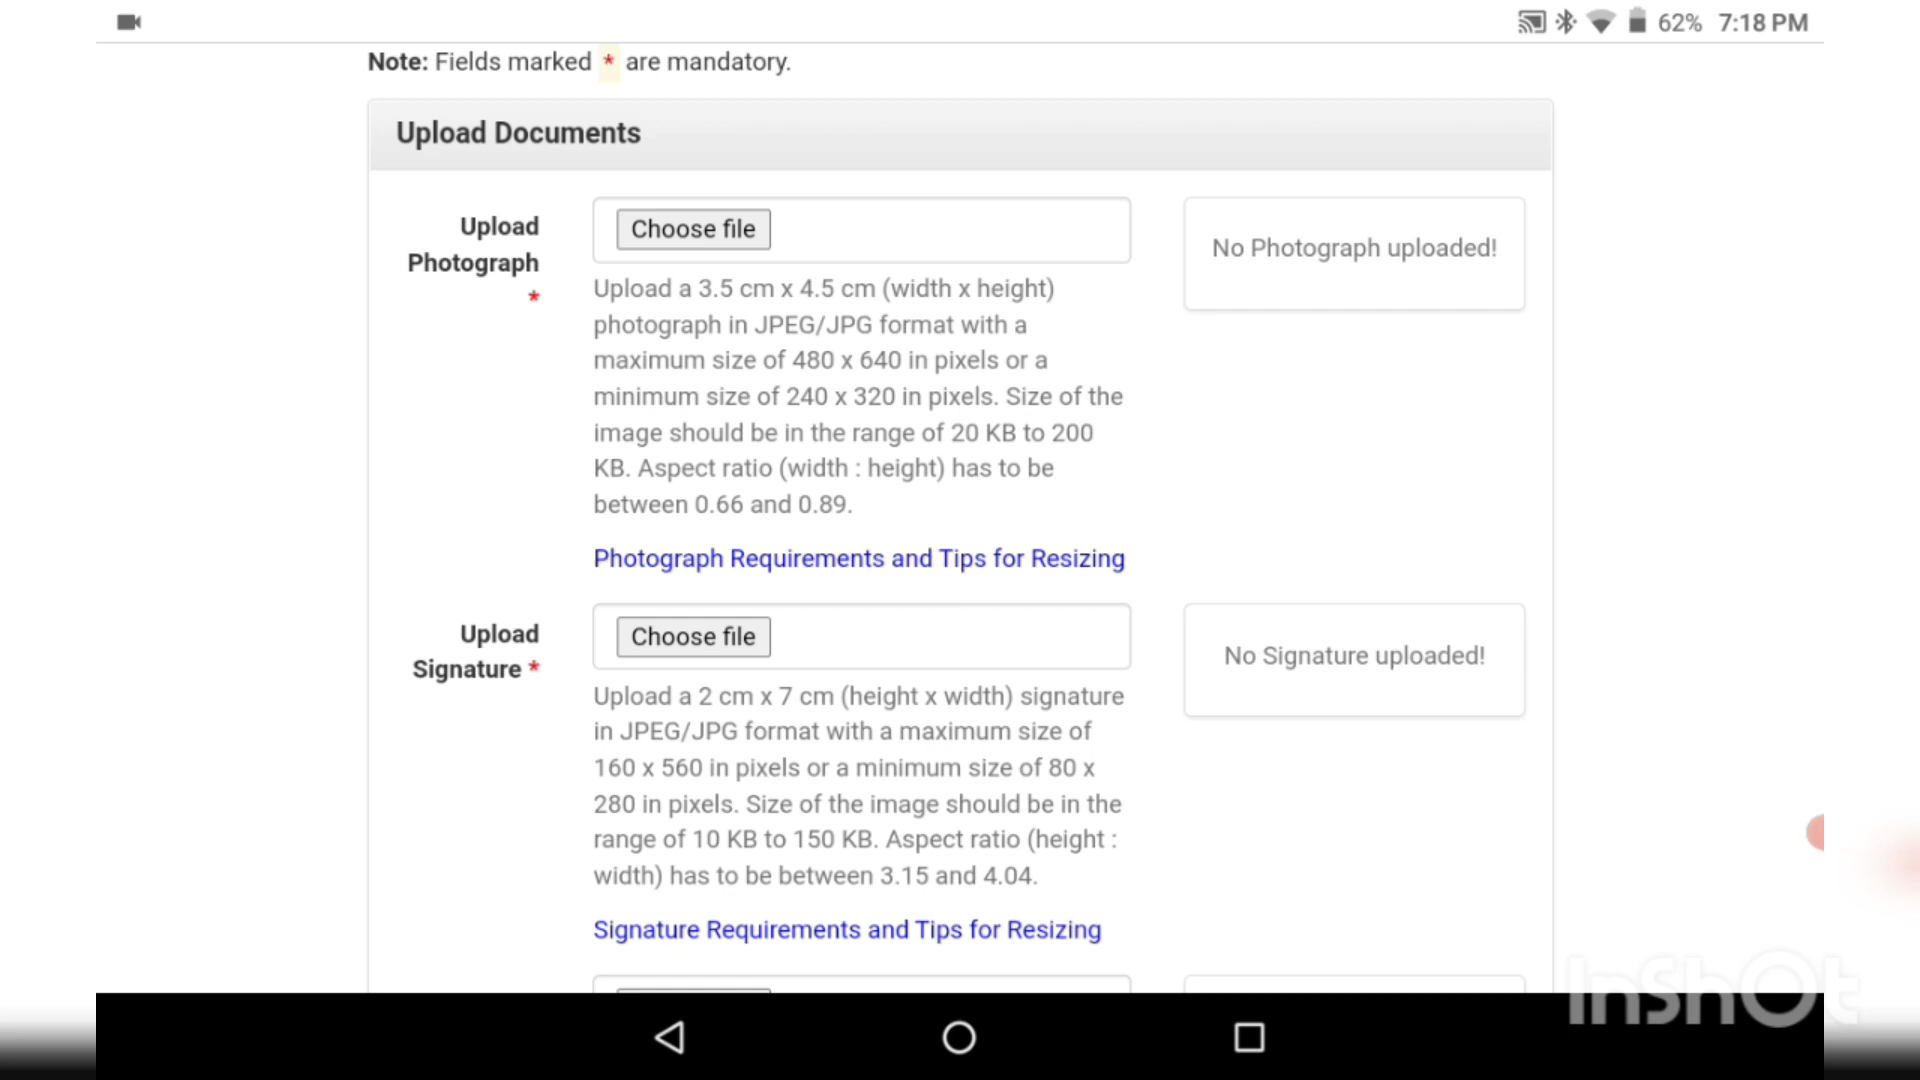 62% 7:18 PM
Note: Fields marked * are mandatory.
Upload Documents
Upload
Photograph
*
Choose file
No Photograph uploaded!
Upload a 3.5 cm x 4.5 cm (width x height)
photograph in JPEG/JPG format with a
maximum size of 480 x 640 in pixels or a
minimum size of 240 x 320 in pixels. Size of the
image should be in the range of 20 KB to 200
KB. Aspect ratio (width : height) has to be
between 0.66 and 0.89.
Photograph Requirements and Tips for Resizing
Upload
Signature *
Choose file
No Signature uploaded!
Upload a 2 cm x 7 cm (height x width) signature
in JPEG/JPG format with a maximum size of
160 x 560 in pixels or a minimum size of 80 x
280 in pixels. Size of the image should be in the
range of 10 KB to 150 KB. Aspect ratio (height :
width) has to be between 3.15 and 4.04.
Signature Requirements and Tips for Resizing
InShOt